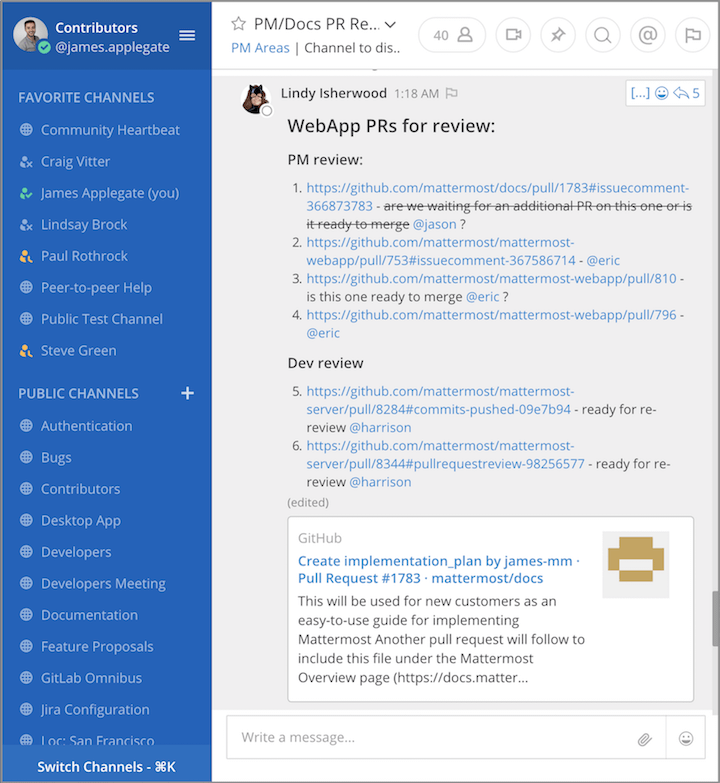 Contributors
@james.applegate
FAVORITE CHANNELS
Community Heartbeat
Craig Vitter
James Applegate (you)
Lindsay Brock
Paul Rothrock
Peer-to-peer Help
Public Test Channel
Steve Green
PUBLIC CHANNELS +
Authentication
Bugs
Contributors
Desktop App
Developers
Developers Meeting
Documentation
Feature Proposals
GitLab Omnibus
Jira Configuration
Loc: San Francisco
Switch Channels - ⌘K
PM/Docs PR Re...
PM Areas | Channel to dis..
40
@
Lindy Isherwood 1:18 AM
[...] 5
WebApp PRs for review:
PM review:
1. https://github.com/mattermost/docs/pull/1783#issuecomment-
366873783 - are we waiting for an additional PR on this one or is
it ready to merge @jason ?
2. https://github.com/mattermost/mattermost-
webapp/pull/753#issuecomment-367586714 - @eric
3. https://github.com/mattermost/mattermost-webapp/pull/810 -
is this one ready to merge @eric ?
4. https://github.com/mattermost/mattermost-webapp/pull/796 -
@eric
Dev review
5. https://github.com/mattermost/mattermost-
server/pull/8284#commits-pushed-09e7b94 - ready for re-
review @harrison
6. https://github.com/mattermost/mattermost-
server/pull/8344#pullrequestreview-98256577 - ready for re-
review @harrison
(edited)
GitHub
Create implementation_plan by james-mm ·
Pull Request #1783 · mattermost/docs
This will be used for new customers as an
easy-to-use guide for implementing
Mattermost Another pull request will follow to
include this file under the Mattermost
Overview page (https://docs.matter...
Write a message...